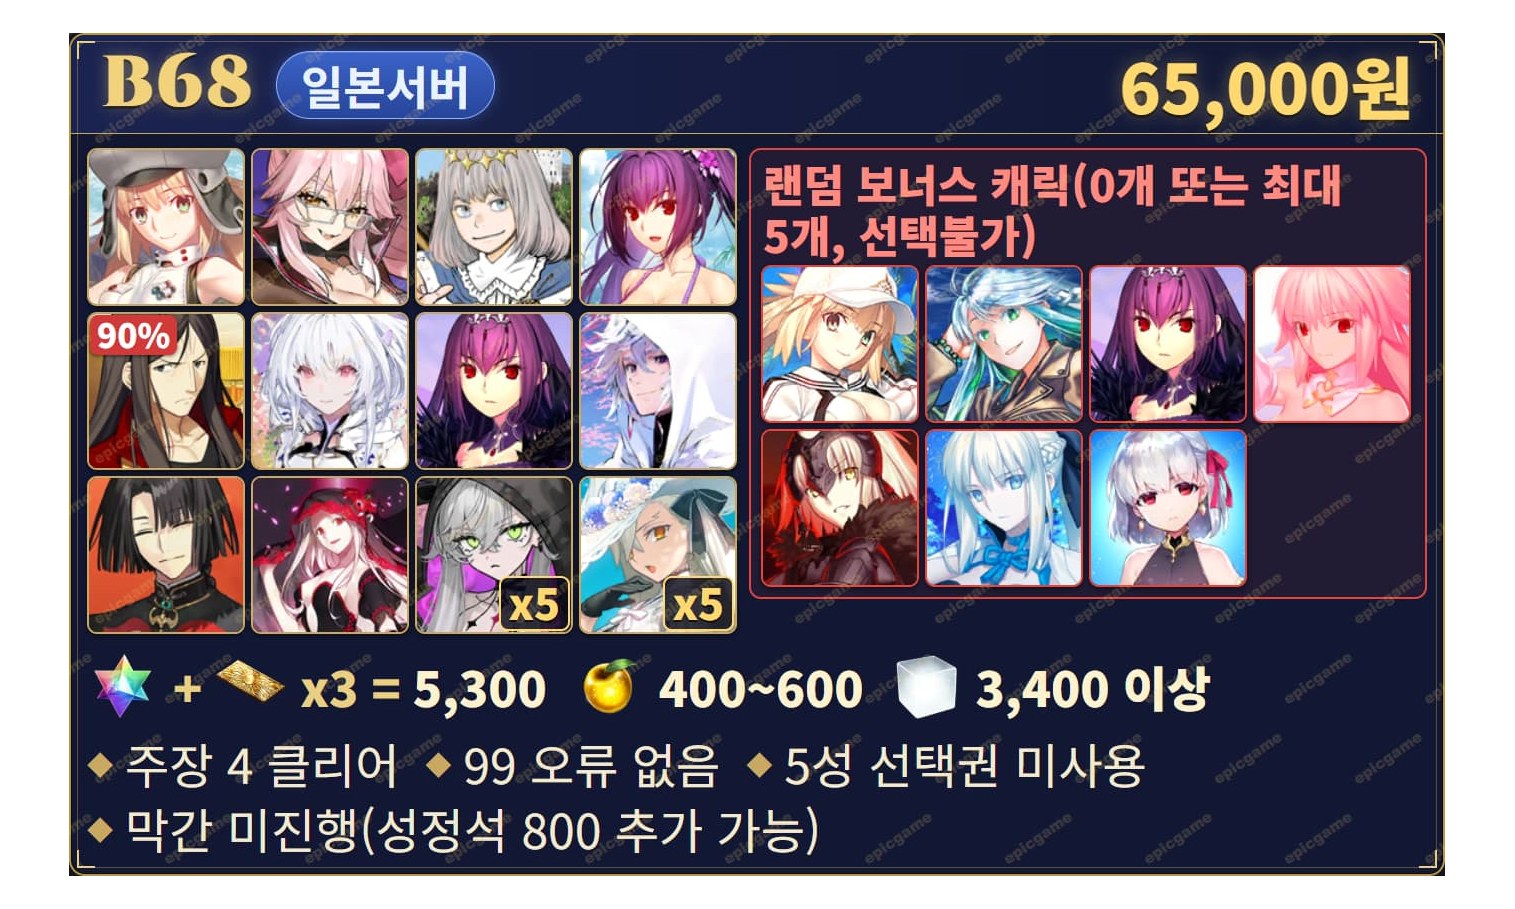 B68 일본서버 65,000원
랜덤 보너스 캐릭(0개 또는 최대
5개, 선택불가)
90%
x5 x5
+ x3 = 5,300 400~600 3,400 이상
◆ 주장 4 클리어 ◆ 99 오류 없음 ◆ 5성 선택권 미사용
◆ 막간 미진행(성정석 800 추가 가능)
epicgame